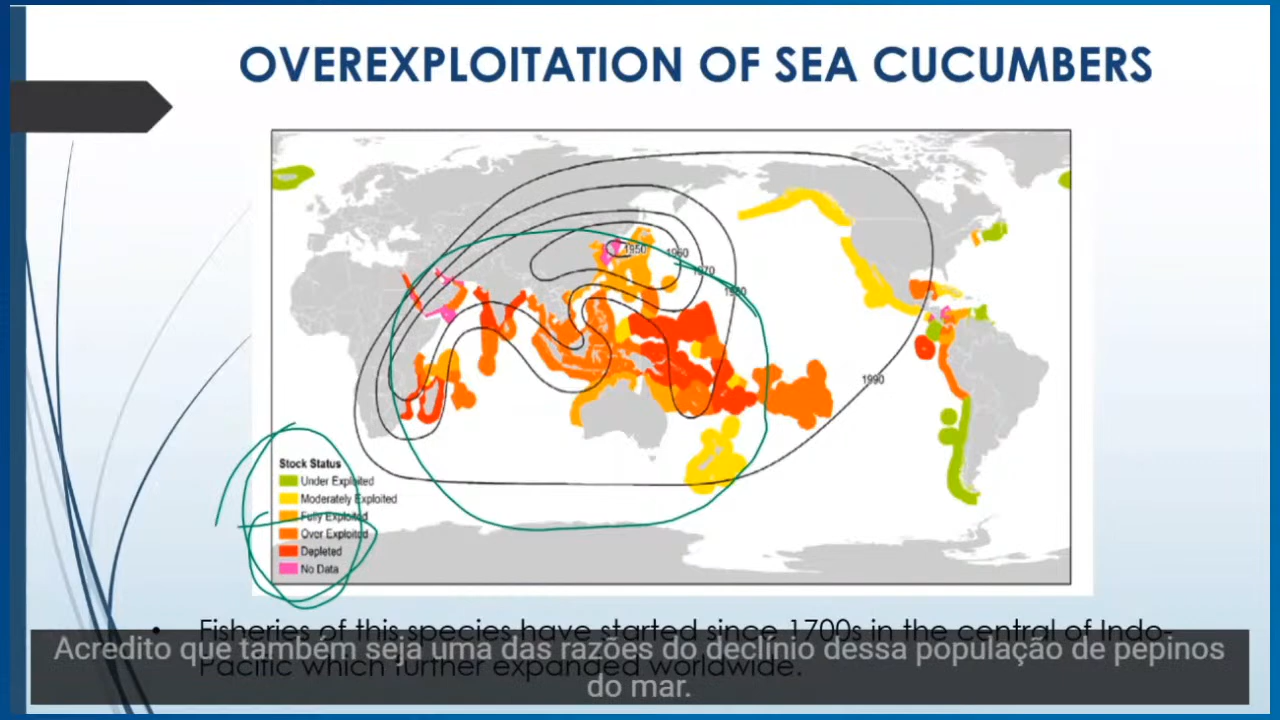 OVEREXPLOITATION OF SEA CUCUMBERS
1950
1960
1970
1980
1990
Stock Status
Under Exploited
Moderately Exploited
Fully Exploited
Over Exploited
Depleted
No Data
• Fisheries of this species have started since 1700s in the central of Indo-
Pacific which further expanded worldwide.
Acredito que também seja uma das razões do declínio dessa população de pepinos
do mar.